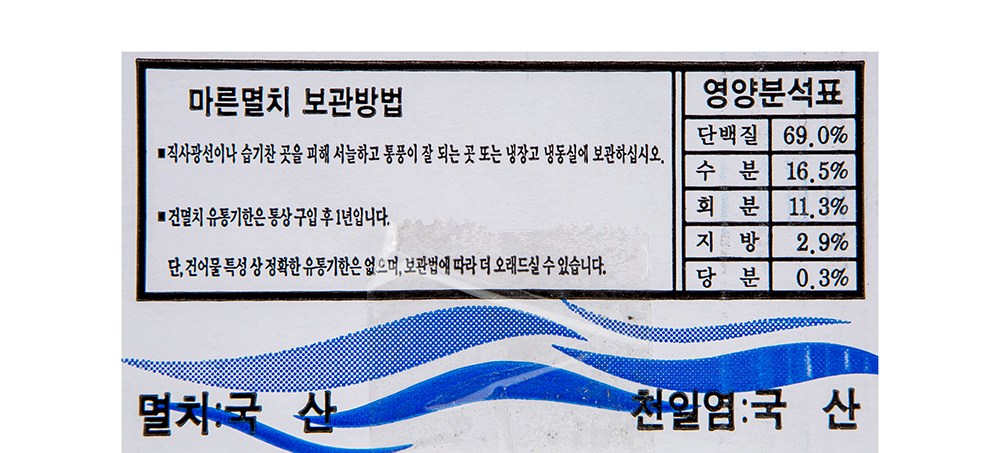 마른멸치 보관방법
■직사광선이나 습기찬 곳을 피해 서늘하고 통풍이 잘 되는 곳 또는 냉장고 냉동실에 보관하십시오.
■건멸치 유통기한은 통상 구입 후 1년입니다.
단, 건어물 특성 상 정확한 유통기한은 없으며, 보관법에 따라 더 오래드실 수 있습니다.
영양분석표
단백질 69.0%
수 분 16.5%
회 분 11.3%
지 방 2.9%
당 분 0.3%
멸치:국 산 천일염:국 산